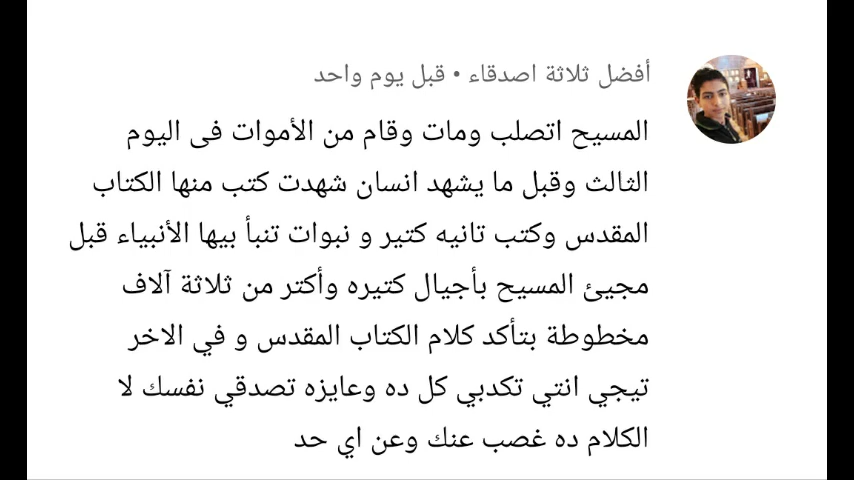 أفضل ثلاثة اصدقاء • قبل يوم واحد
المسيح اتصلب ومات وقام من الأموات فى اليوم
الثالث وقبل ما يشهد انسان شهدت كتب منها الكتاب
المقدس وكتب تانيه كتير و نبوات تنبأ بيها الأنبياء قبل
مجيئ المسيح بأجيال كتيره وأكتر من ثلاثة آلاف
مخطوطة بتأكد كلام الكتاب المقدس و في الاخر
تيجي انتي تكدبي كل ده وعايزه تصدقي نفسك لا
الكلام ده غصب عنك وعن اي حد